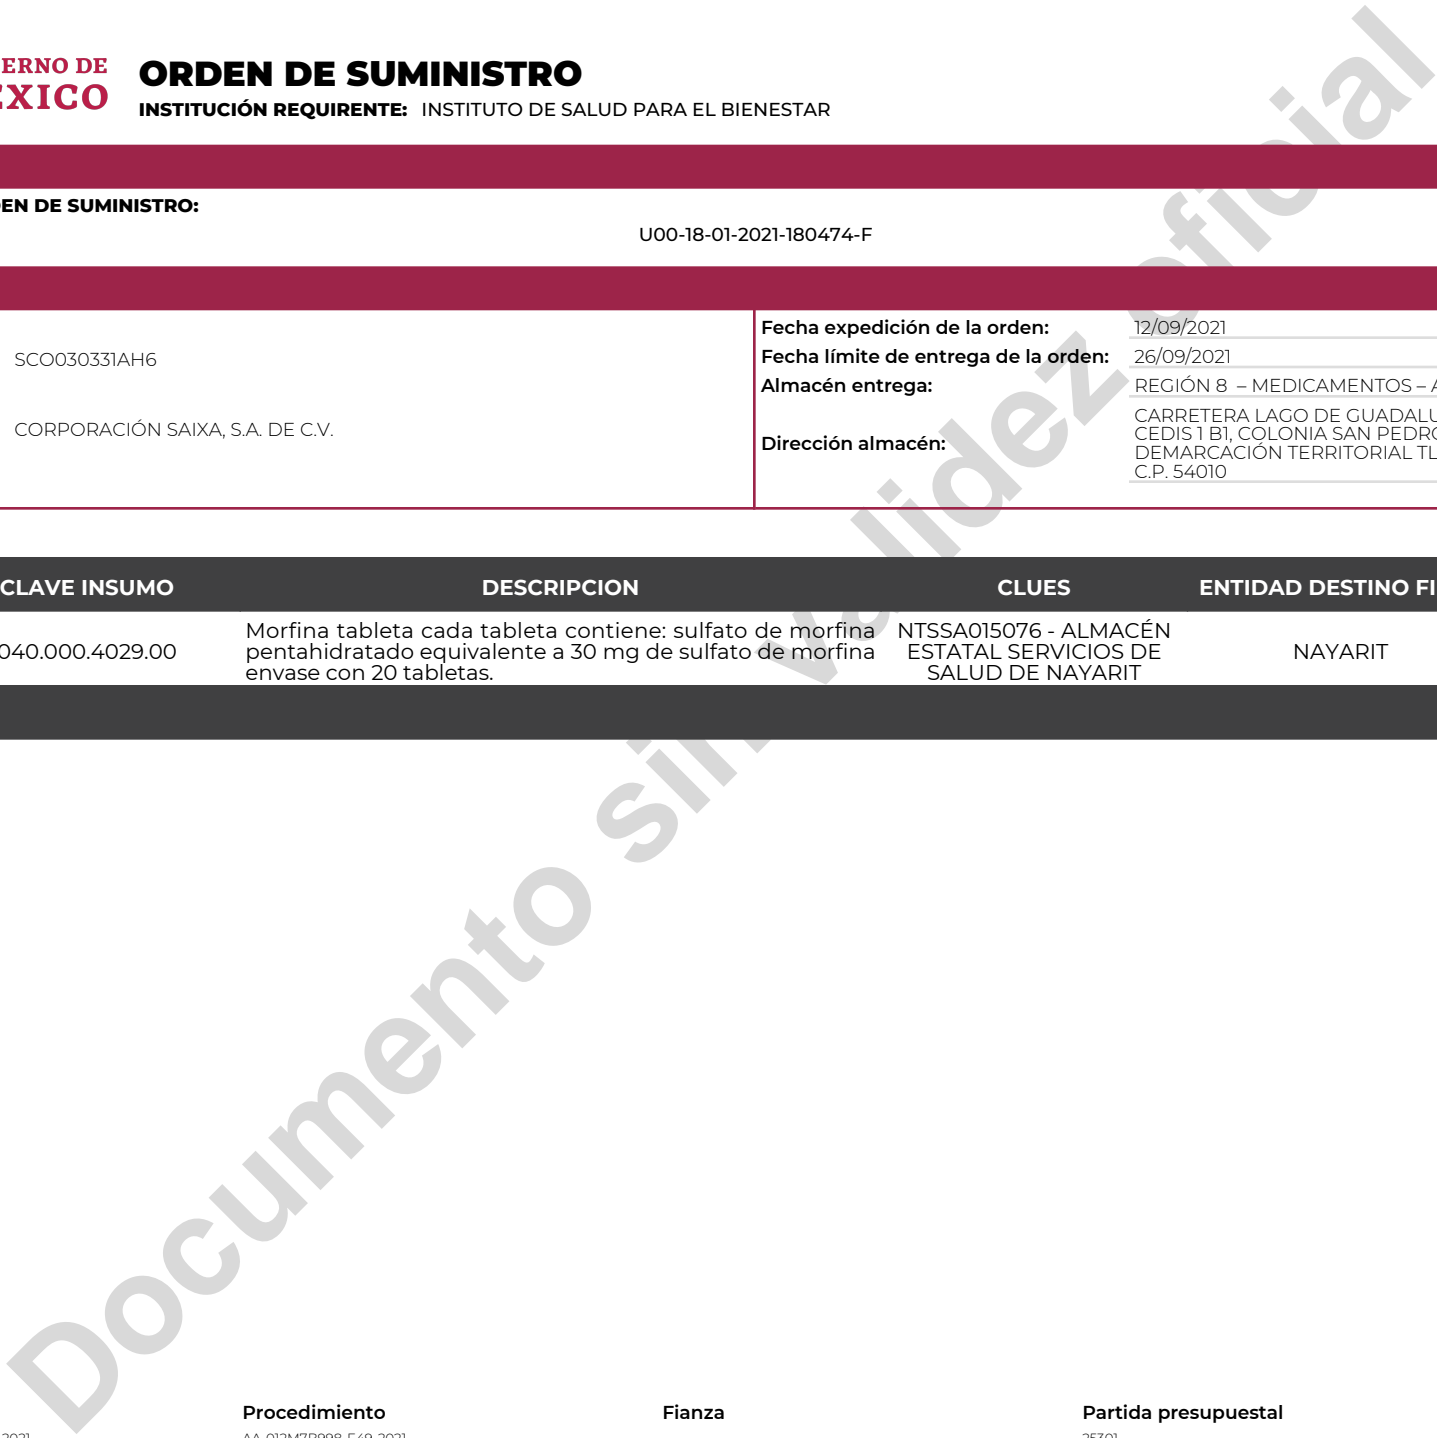 ERNO DE
ORDEN DE SUMINISTRO
INSTITUCIÓN REQUIRENTE: INSTITUTO DE SALUD PARA EL BIENESTAR
EN DE SUMINISTRO:
U00-18-01-2021-180474-F
SCO030331AH6
CORPORACIÓN SAIXA, S.A. DE C.V.
Fecha expedición de la orden: 12/09/2021
Fecha límite de entrega de la orden: 26/09/2021
Almacén entrega: REGIÓN 8 – MEDICAMENTOS – A
Dirección almacén:
CARRETERA LAGO DE GUADALU
CEDIS 1 B1, COLONIA SAN PEDRO
DEMARCACIÓN TERRITORIAL TL
C.P. 54010
CLAVE INSUMO DESCRIPCION CLUES ENTIDAD DESTINO FI
040.000.4029.00
Morfina tableta cada tableta contiene: sulfato de morfina
pentahidratado equivalente a 30 mg de sulfato de morfina
envase con 20 tabletas.
NTSSA015076 - ALMACÉN
ESTATAL SERVICIOS DE
SALUD DE NAYARIT
NAYARIT
Documento sin validez oficial
Procedimiento Fianza Partida presupuestal